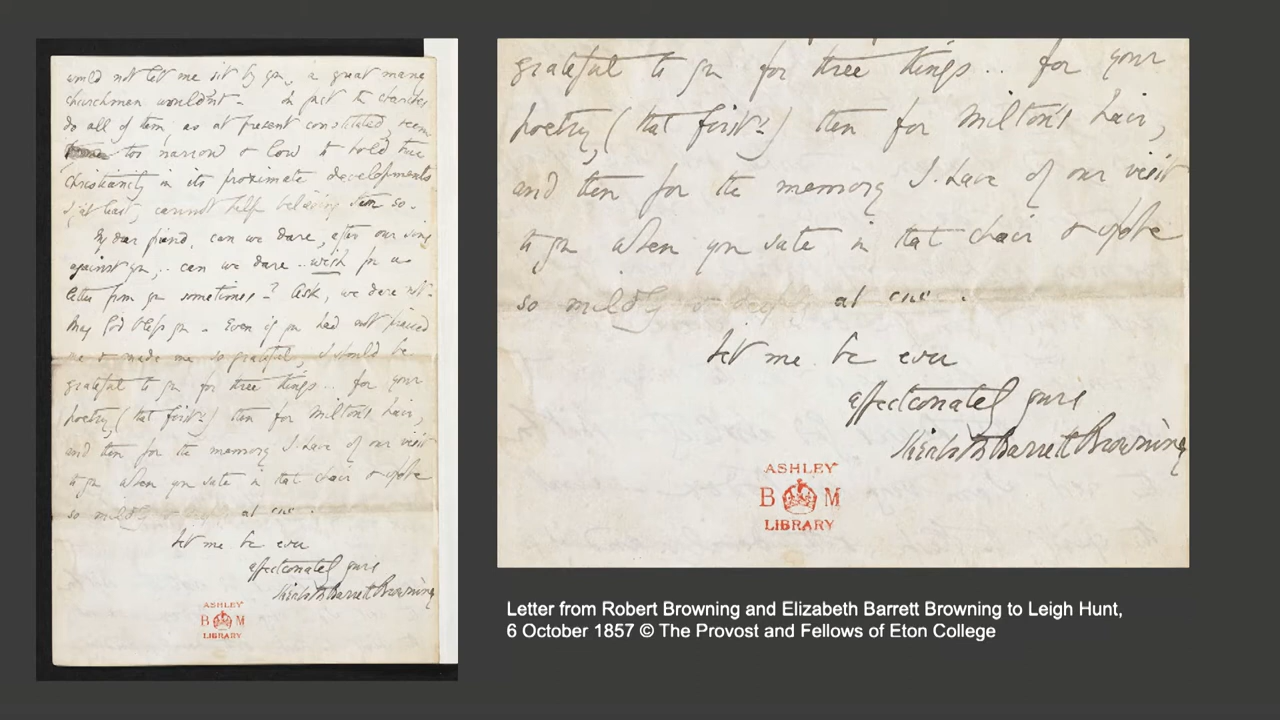 would not let me sit by you, a great many
churchmen wouldn't – In fact the churches
do all of them, as at present constituted, seem
too narrow & low to hold true
Christianity in its proximate developments
I, at least, cannot help believing them so.
My dear friend, can we dare, after our sins
against you,.. can we dare .. wish for a
letter from you sometimes? Ask, we dare not.
May God bless you. Even if you had not praised
me & made me so grateful, I should be
grateful to you for three things .. for your
poetry, (that first!) then for Milton's hair,
and then for the memory I have of our visit
to you when you sate in that chair & spoke
so mildly & deeply at once.
Let me be ever
affectionately yours
Elizabeth Barrett Browning
ASHLEY
B M
LIBRARY
grateful to you for three things .. for your
poetry, (that first!) then for Milton's hair,
and then for the memory I have of our visit
to you when you sate in that chair & spoke
so mildly & deeply at once.
Let me be ever
affectionately yours
Elizabeth Barrett Browning
ASHLEY
B M
LIBRARY
Letter from Robert Browning and Elizabeth Barrett Browning to Leigh Hunt,
6 October 1857 © The Provost and Fellows of Eton College